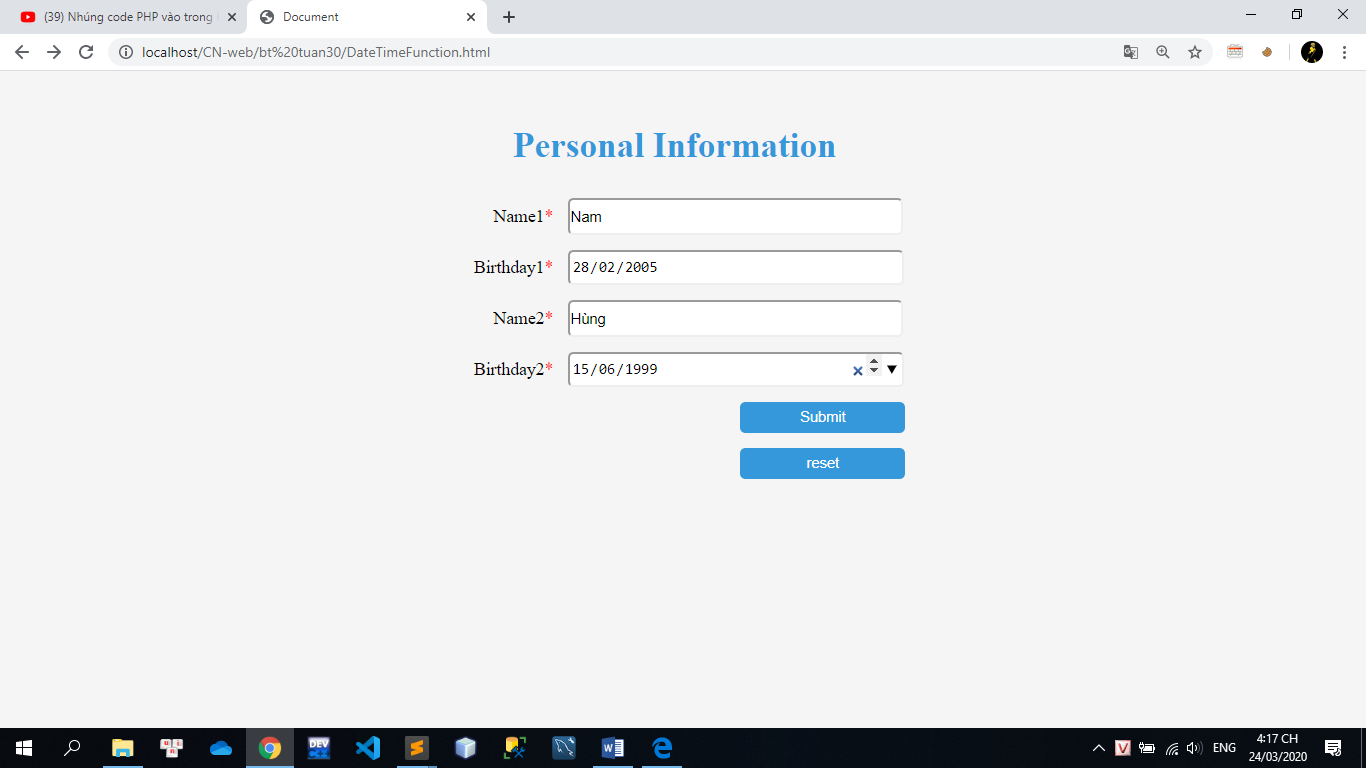 (39) Nhúng code PHP vào trong
Document
localhost/CN-web/bt%20tuan30/DateTimeFunction.html
Personal Information
Name1* Nam
Birthday1* 28/02/2005
Name2* Hùng
Birthday2* 15/06/1999
Submit
reset
DEV
V
ENG
4:17 CH
24/03/2020